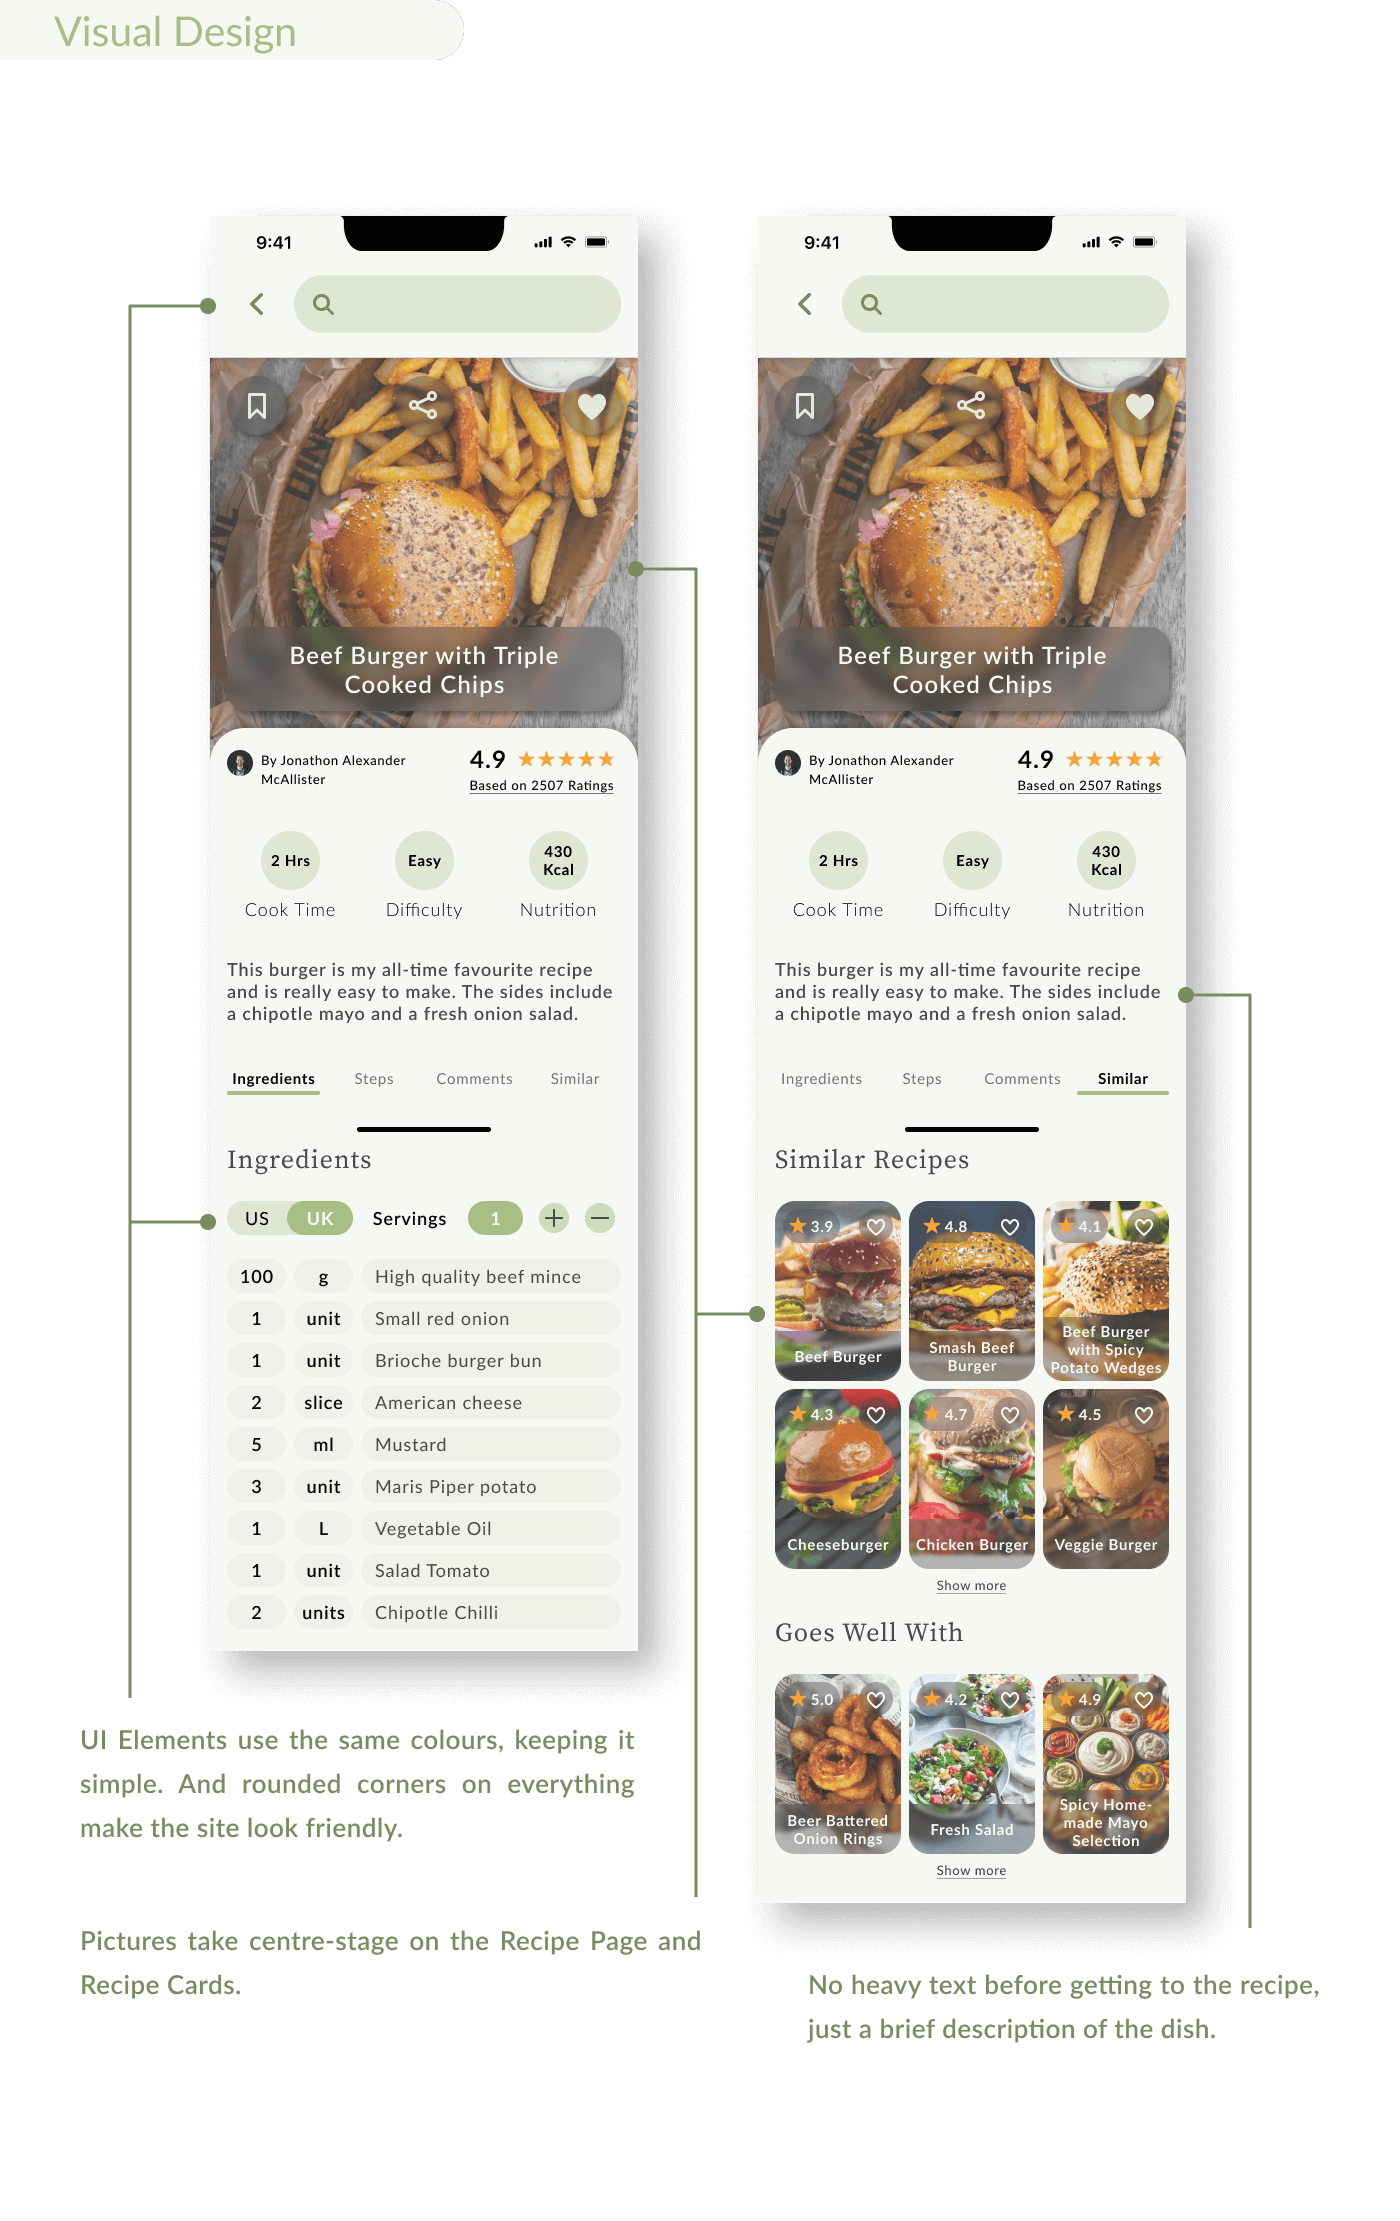 Visual Design
9:41
Beef Burger with Triple
Cooked Chips
By Jonathon Alexander
McAllister
4.9
Based on 2507 Ratings
2 Hrs
Easy
430
Kcal
Cook Time
Difficulty
Nutrition
This burger is my all-time favourite recipe
and is really easy to make. The sides include
a chipotle mayo and a fresh onion salad.
Ingredients
Steps
Comments
Similar
Ingredients
US
UK
Servings
1
100 g High quality beef mince
1 unit Small red onion
1 unit Brioche burger bun
2 slice American cheese
5 ml Mustard
3 unit Maris Piper potato
1 L Vegetable Oil
1 unit Salad Tomato
2 units Chipotle Chilli
9:41
Beef Burger with Triple
Cooked Chips
By Jonathon Alexander
McAllister
4.9
Based on 2507 Ratings
2 Hrs
Easy
430
Kcal
Cook Time
Difficulty
Nutrition
This burger is my all-time favourite recipe
and is really easy to make. The sides include
a chipotle mayo and a fresh onion salad.
Ingredients
Steps
Comments
Similar
Similar Recipes
3.9
Beef Burger
4.8
Smash Beef
Burger
4.1
Beef Burger
with Spicy
Potato Wedges
4.3
Cheeseburger
4.7
Chicken Burger
4.5
Veggie Burger
Show more
Goes Well With
5.0
Beer Battered
Onion Rings
4.2
Fresh Salad
4.9
Spicy Home-
made Mayo
Selection
Show more
UI Elements use the same colours, keeping it
simple. And rounded corners on everything
make the site look friendly.
Pictures take centre-stage on the Recipe Page and
Recipe Cards.
No heavy text before getting to the recipe,
just a brief description of the dish.